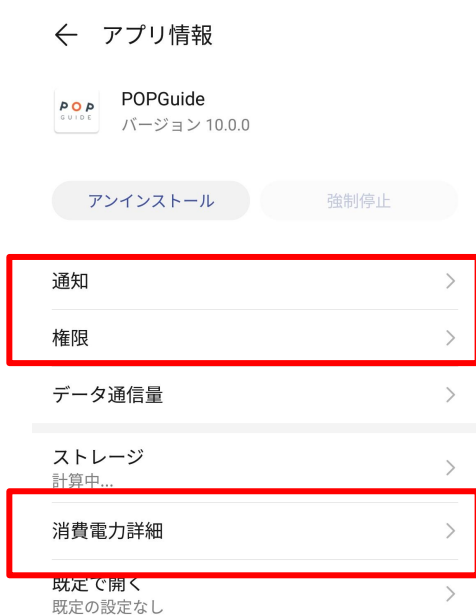 ← アプリ情報
POP
GUIDE
POPGuide
バージョン 10.0.0
アンインストール
強制停止
通知
権限
データ通信量
ストレージ
計算中...
消費電力詳細
既定で開く
既定の設定なし